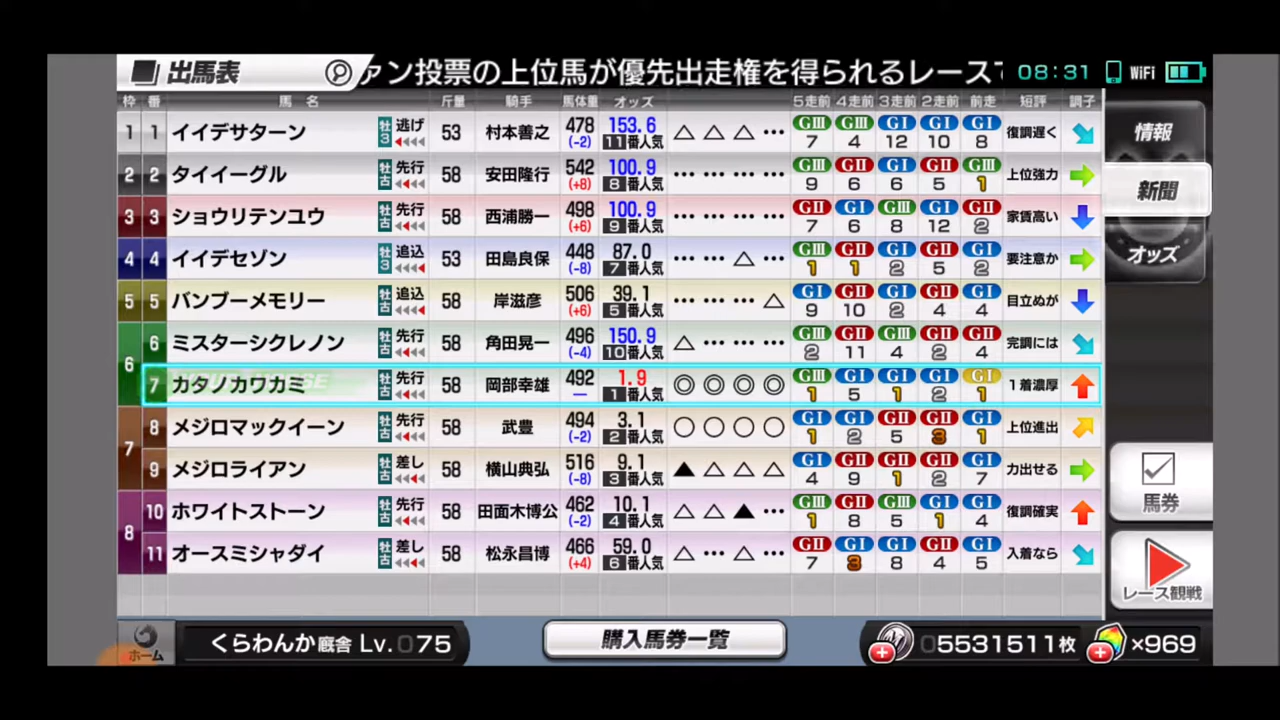 出馬表 ァン投票の上位馬が優先出走権を得られるレースで 08:31 WiFi
枠 番 馬名 斤量 騎手 馬体重 オッズ 5走前 4走前 3走前 2走前 前走 短評 調子
1 1 イイデサターン 牡3 逃げ 53 村本善之 478 (-2) 153.6 11番人気 △ △ △ … GIII 7 GIII 4 GI 12 GII 10 GI 8 復調遅く
2 2 タイイーグル 牡古 先行 58 安田隆行 542 (+8) 100.9 8番人気 … … … … GIII 9 GII 6 GI 6 GII 5 GIII 1 上位強力
3 3 ショウリテンユウ 牡古 先行 58 西浦勝一 498 (+6) 100.9 9番人気 … … … … GII 7 GI 6 GIII 8 GI 12 GII 2 家賃高い
4 4 イイデセゾン 牡3 追込 53 田島良保 448 (-8) 87.0 7番人気 … … △ … GIII 1 GII 1 GI 2 GII 5 GI 2 要注意か
5 5 バンブーメモリー 牡古 追込 58 岸滋彦 506 (+6) 39.1 5番人気 … … … △ GI 9 GII 10 GI 2 GII 4 GI 4 目立ぬが
6 6 ミスターシクレノン 牡古 先行 58 角田晃一 496 (-4) 150.9 10番人気 △ … … … GIII 2 GII 11 GIII 4 GII 2 GII 4 完調には
7 カタノカワカミ 牡古 先行 58 岡部幸雄 492 ― 1.9 1番人気 ◎ ◎ ◎ ◎ GIII 1 GI 5 GI 1 GI 2 GI 1 1着濃厚
7 8 メジロマックイーン 牡古 先行 58 武豊 494 (-2) 3.1 2番人気 ○ ○ ○ ○ GI 1 GI 2 GII 5 GII 3 GI 1 上位進出
9 メジロライアン 牡古 差し 58 横山典弘 516 (-8) 9.1 3番人気 ▲ △ △ △ GI 4 GII 9 GII 1 GI 2 GI 7 力出せる
8 10 ホワイトストーン 牡古 先行 58 田面木博公 462 (-2) 10.1 4番人気 △ △ ▲ … GIII 1 GII 8 GIII 5 GI 1 GI 4 復調確実
11 オースミシャダイ 牡古 差し 58 松永昌博 466 (+4) 59.0 6番人気 △ … △ … GII 7 GI 3 GI 8 GII 4 GI 5 入着なら
情報
新聞
オッズ
馬券
レース観戦
ホーム くらわんか厩舎 Lv.075 購入馬券一覧 05531511枚 ×969